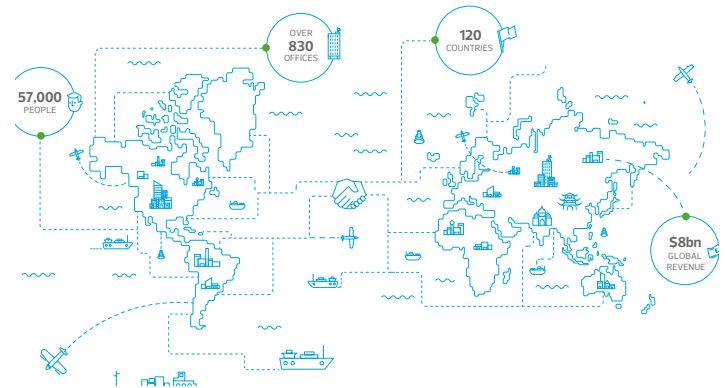 OVER
830
OFFICES
120
COUNTRIES
57,000
PEOPLE
$8bn
GLOBAL
REVENUE